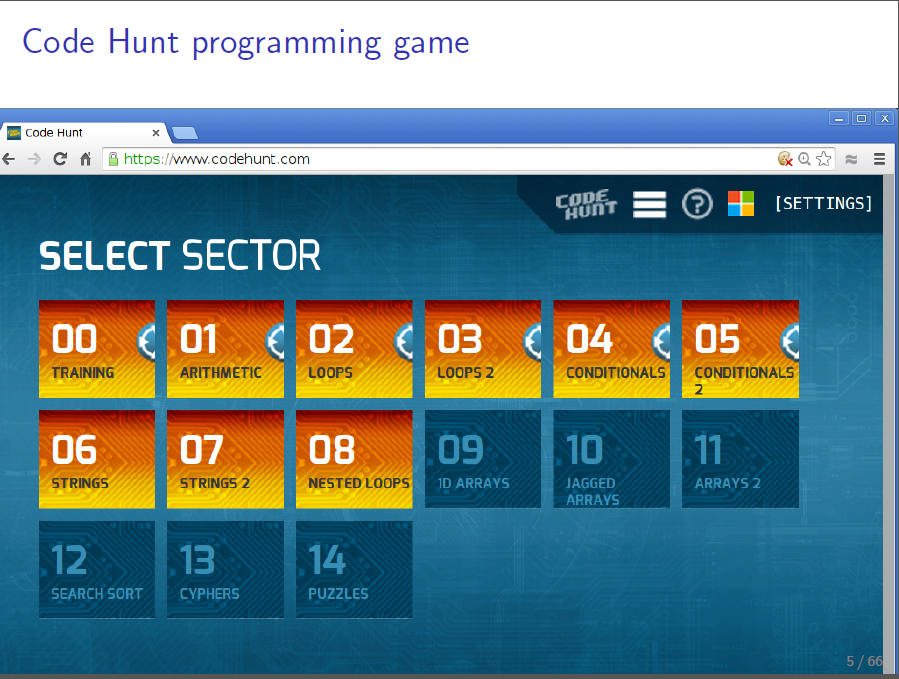 Code Hunt programming game
Code Hunt
https://www.codehunt.com
CODE HUNT
[SETTINGS]
SELECT SECTOR
00
TRAINING
01
ARITHMETIC
02
LOOPS
03
LOOPS 2
04
CONDITIONALS
05
CONDITIONALS
2
06
STRINGS
07
STRINGS 2
08
NESTED LOOPS
09
1D ARRAYS
10
JAGGED
ARRAYS
11
ARRAYS 2
12
SEARCH SORT
13
CYPHERS
14
PUZZLES
5 / 66